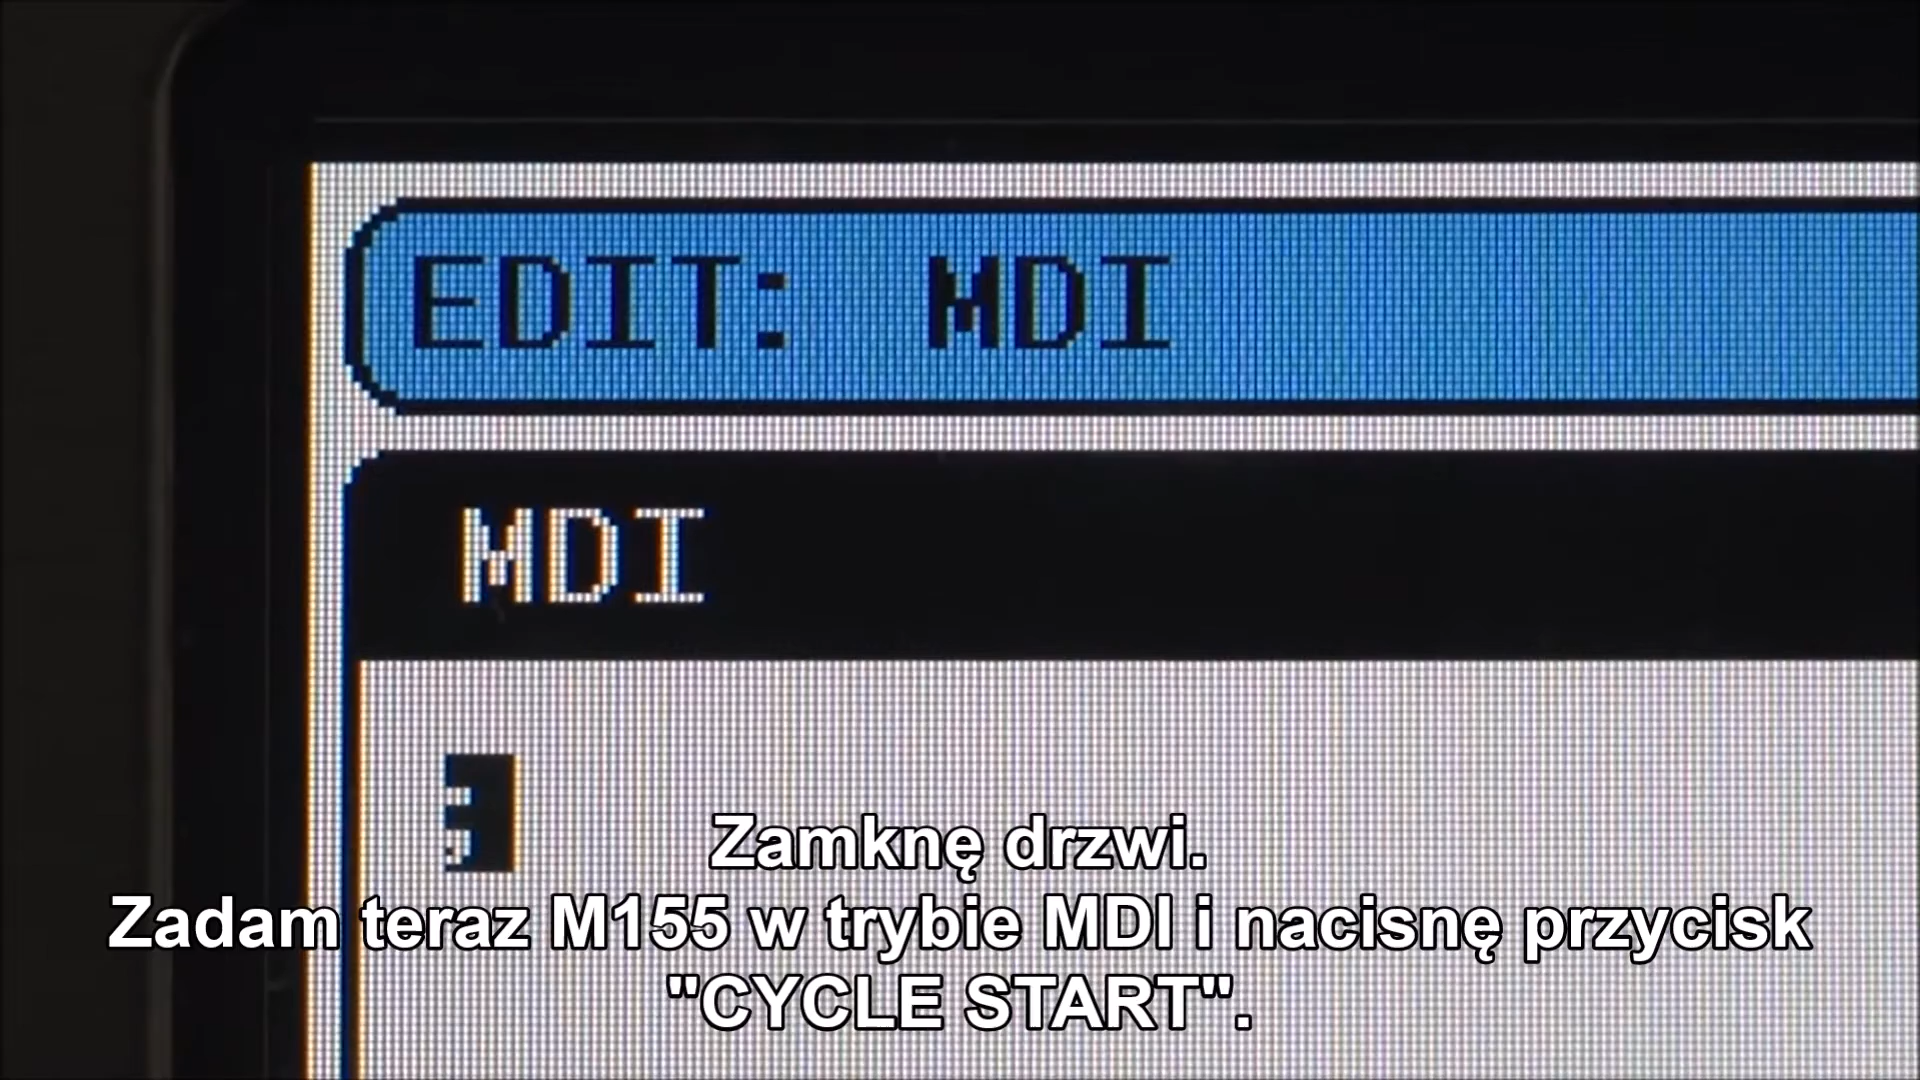 EDIT: MDI
MDI
;
Zamknę drzwi.
Zadam teraz M155 w trybie MDI i nacisnę przycisk
"CYCLE START".